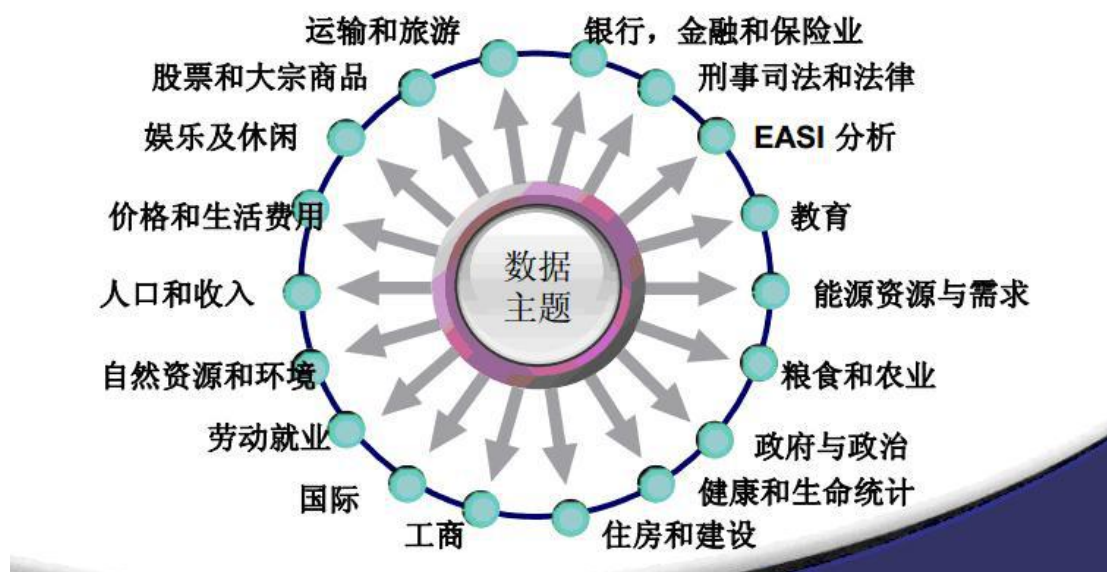 运输和旅游
银行，金融和保险业
股票和大宗商品
刑事司法和法律
娱乐及休闲
EASI 分析
价格和生活费用
教育
数据
主题
人口和收入
能源资源与需求
自然资源和环境
粮食和农业
劳动就业
政府与政治
国际
健康和生命统计
工商
住房和建设